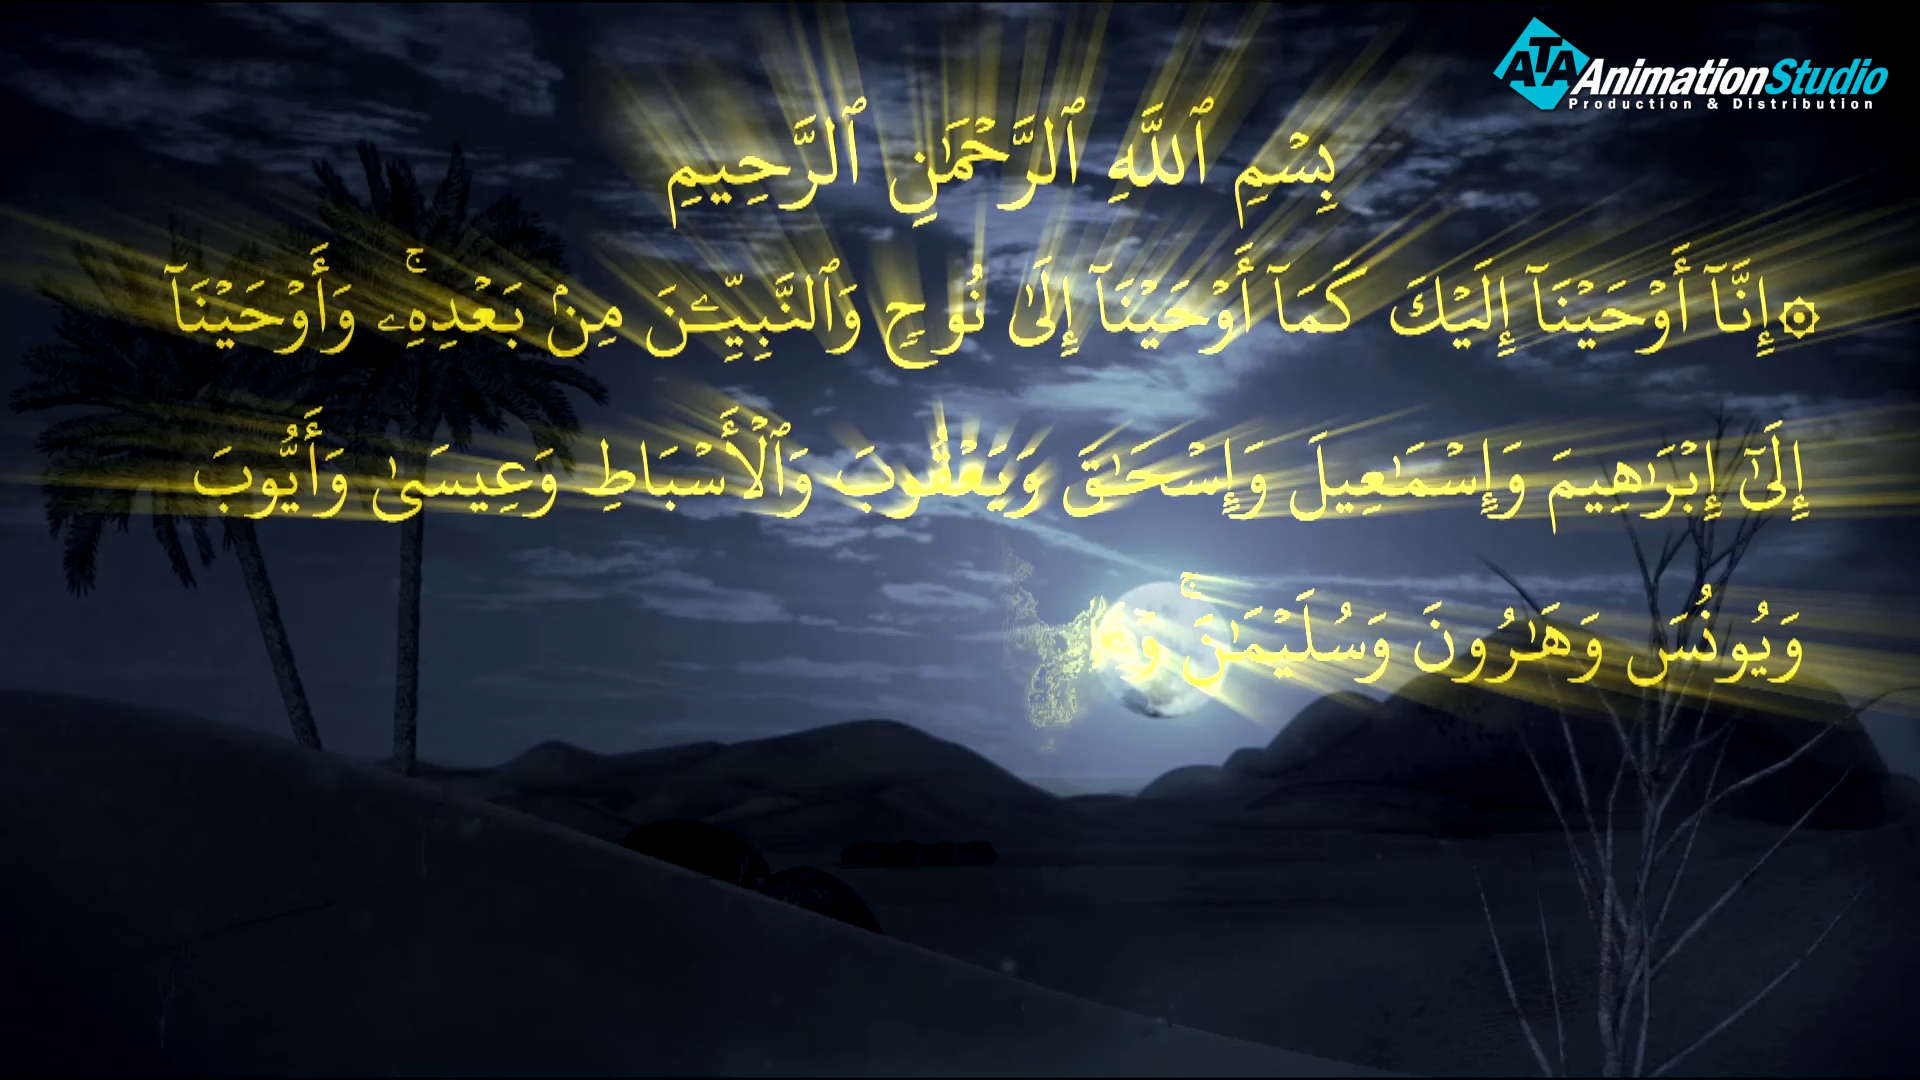 ATA AnimationStudio
Production & Distribution
بِسْمِ ٱللَّهِ ٱلرَّحْمَٰنِ ٱلرَّحِيمِ
۞إِنَّآ أَوْحَيْنَآ إِلَيْكَ كَمَآ أَوْحَيْنَآ إِلَىٰ نُوحٍ وَٱلنَّبِيِّـۧنَ مِنۢ بَعْدِهِۦۚ وَأَوْحَيْنَآ
إِلَىٰٓ إِبْرَٰهِيمَ وَإِسْمَٰعِيلَ وَإِسْحَٰقَ وَيَعْقُوبَ وَٱلْأَسْبَاطِ وَعِيسَىٰ وَأَيُّوبَ
وَيُونُسَ وَهَٰرُونَ وَسُلَيْمَٰنَۚ